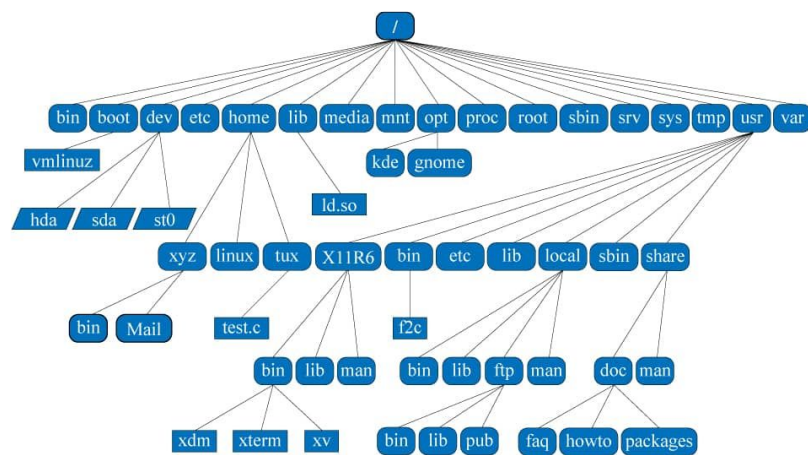 /
bin boot dev etc home lib media mnt opt proc root sbin srv sys tmp usr var
vmlinuz kde gnome
hda sda st0 ld.so
xyz linux tux X11R6 bin etc lib local sbin share
bin Mail test.c f2c
bin lib man bin lib ftp man doc man
xdm xterm xv bin lib pub faq howto packages